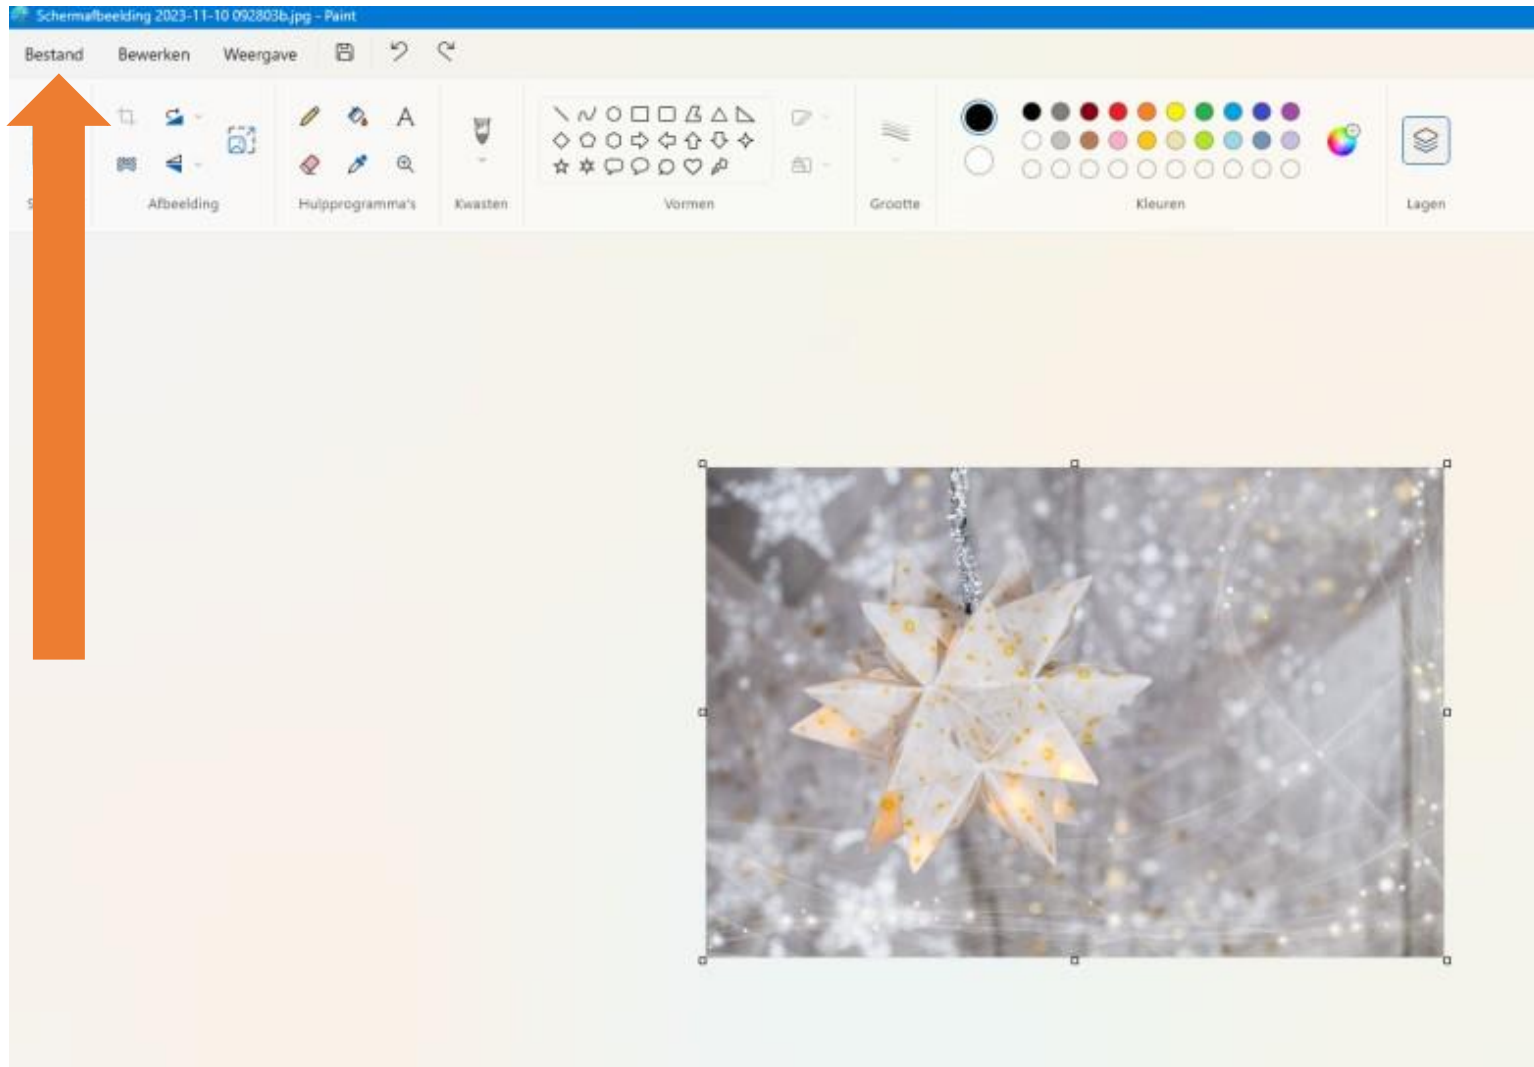 Schermafbeelding 2023-11-10 092803b.jpg - Paint
Bestand Bewerken Weergave
A
Afbeelding Hulpprogramma's Kwasten Vormen Grootte Kleuren Lagen